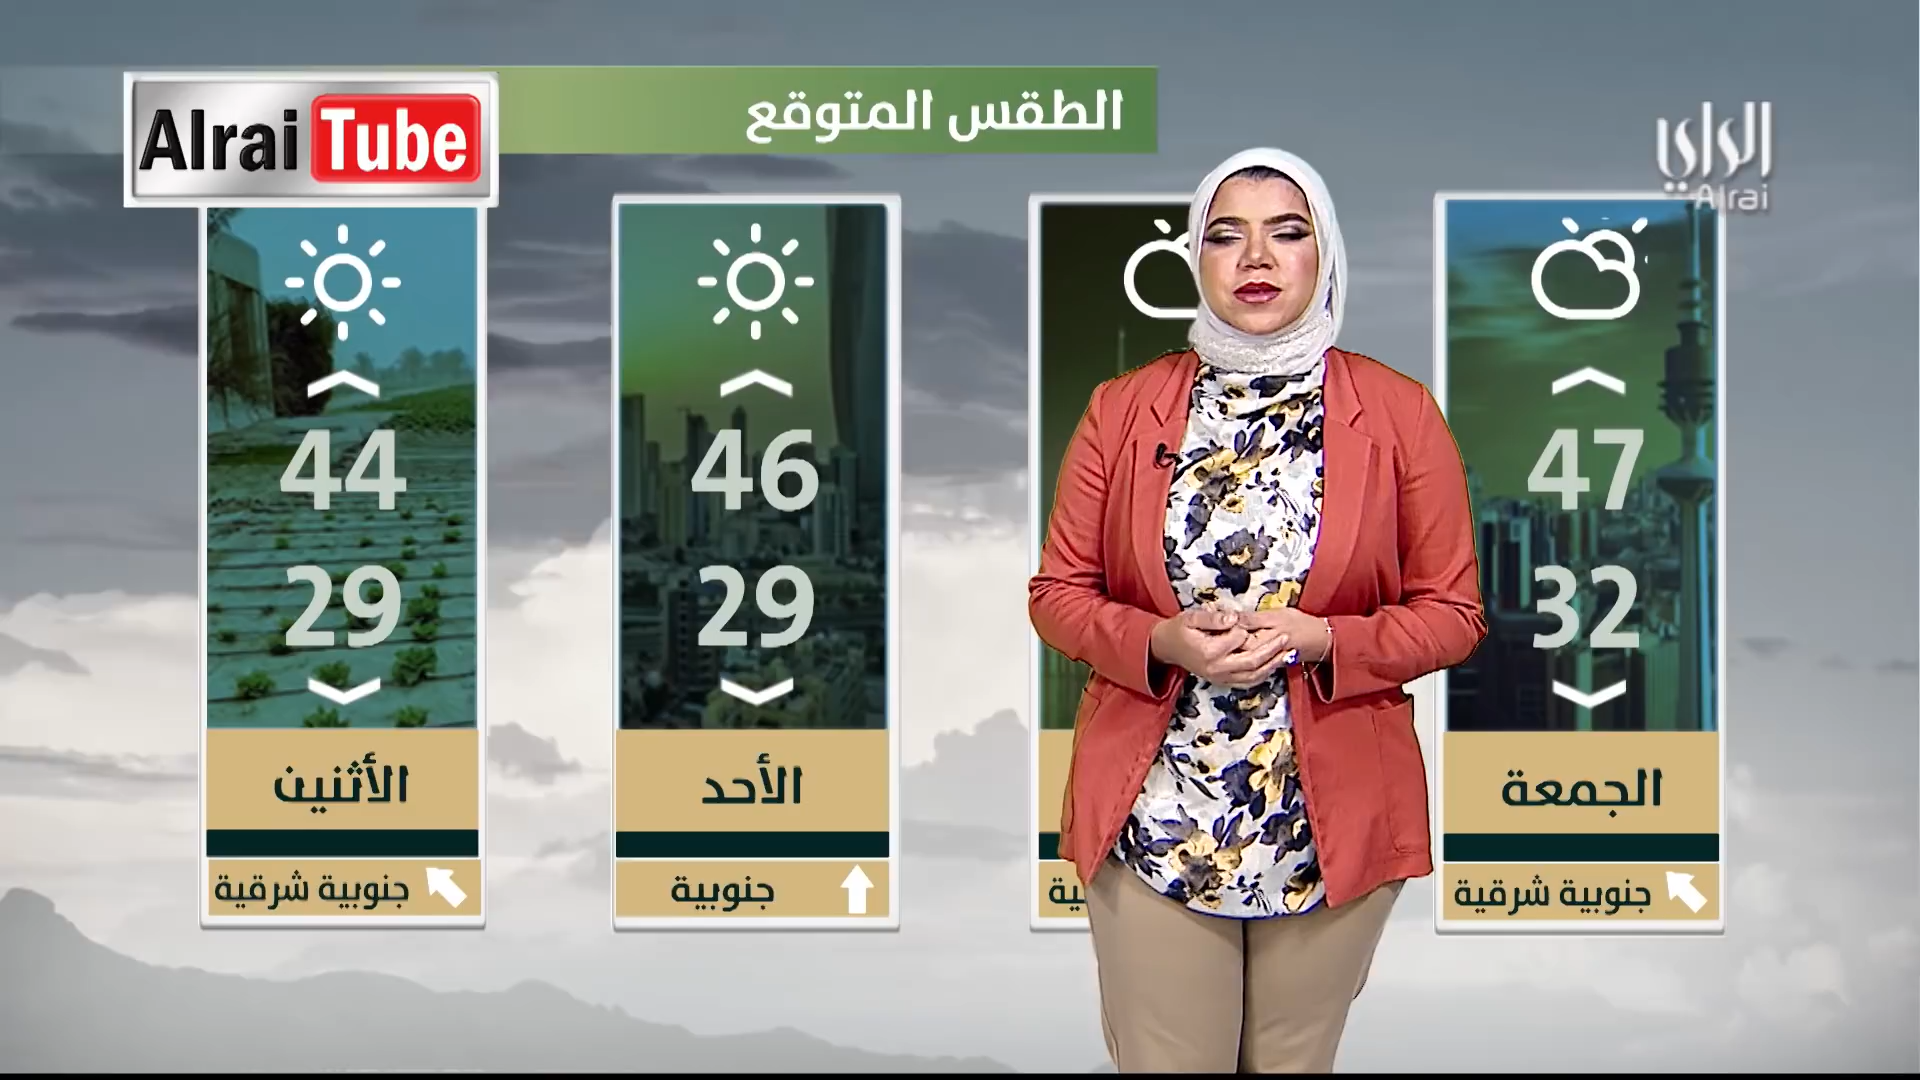 Alrai Tube
الطقس المتوقع
الراي
Alrai
47
32
الجمعة
جنوبية شرقية
46
29
الأحد
جنوبية
44
29
الأثنين
جنوبية شرقية